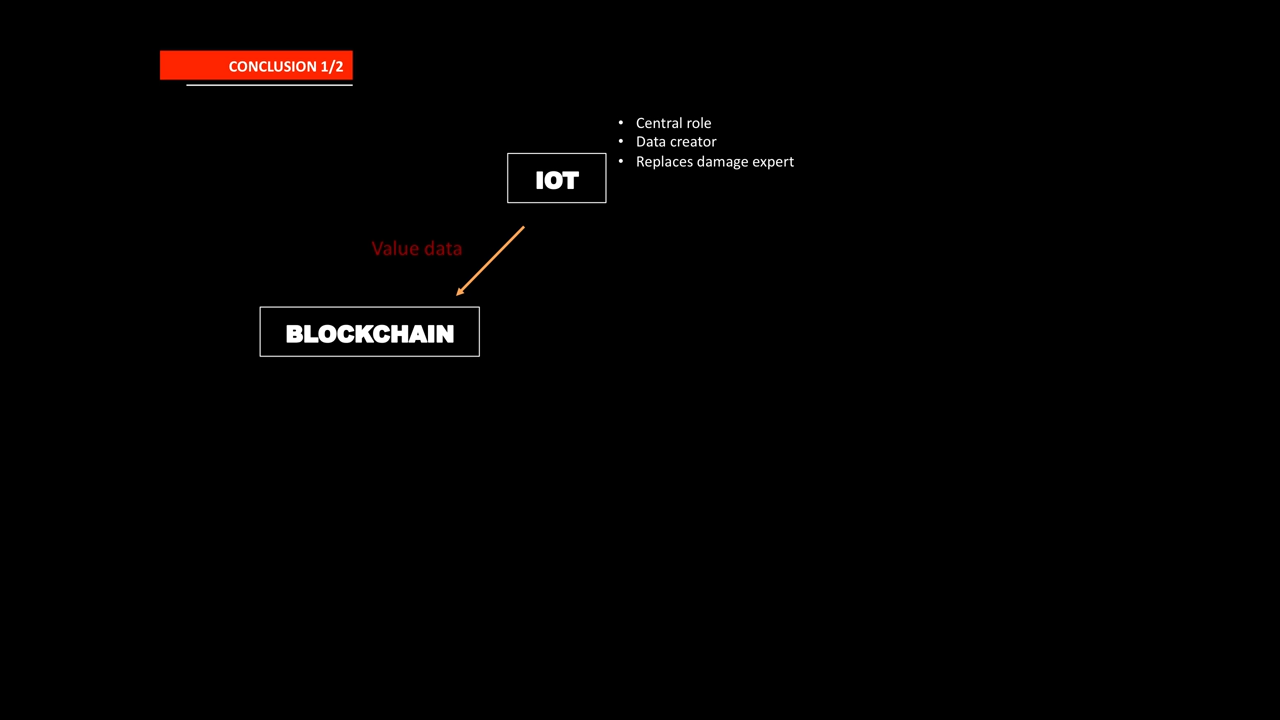 CONCLUSION 1/2
• Central role
• Data creator
• Replaces damage expert
IOT
Value data
BLOCKCHAIN